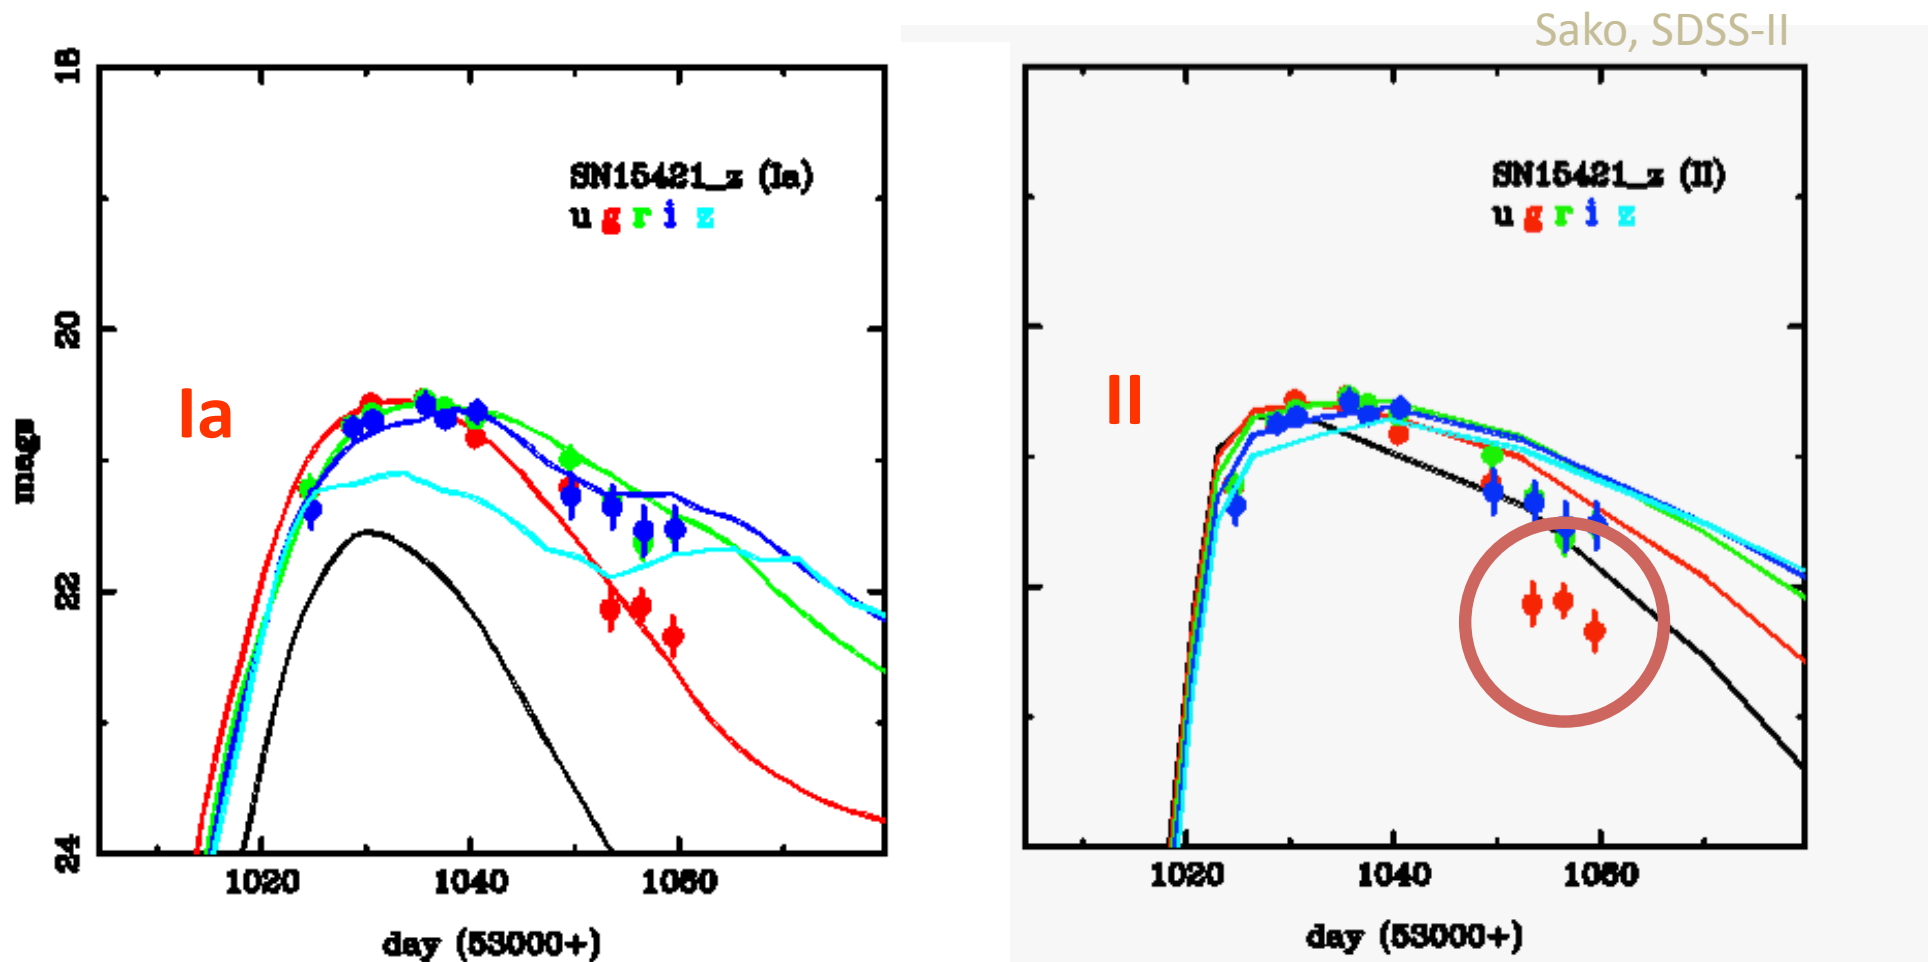 Sako, SDSS-II
18
20
22
24
mags
SN15421_z (Ia)
u g r i z
Ia
1020 1040 1060
day (53000+)
SN15421_z (II)
u g r i z
II
1020 1040 1060
day (53000+)